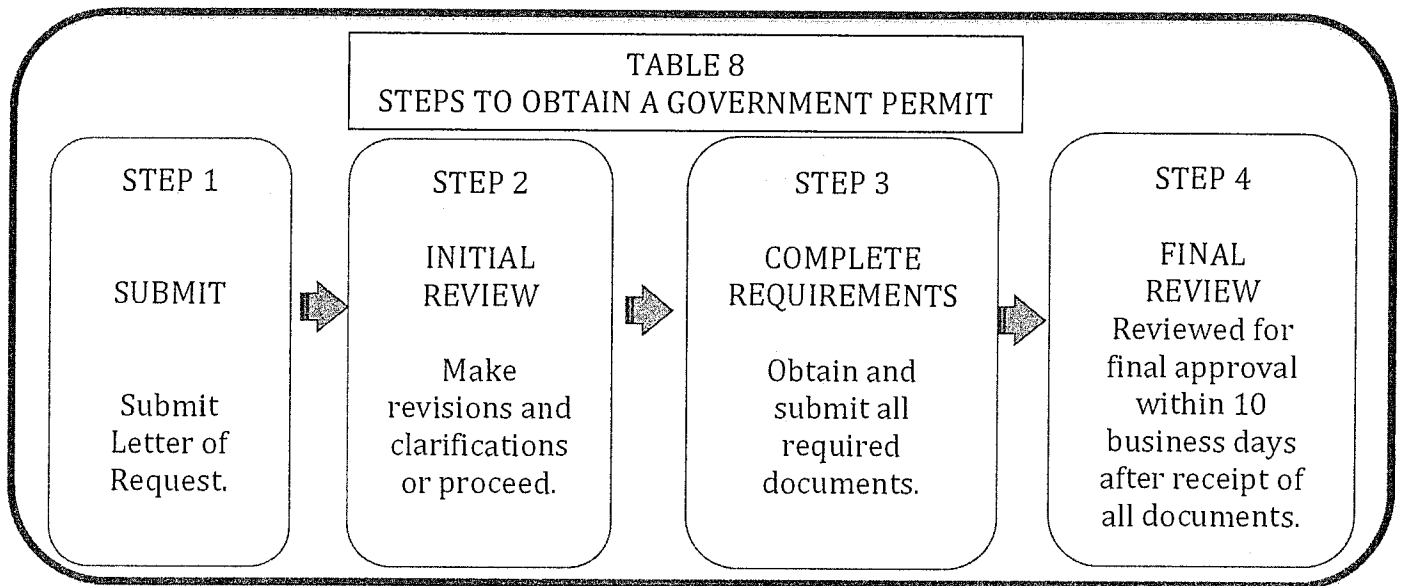 TABLE 8
STEPS TO OBTAIN A GOVERNMENT PERMIT
STEP 1
SUBMIT
Submit
Letter of
Request.
STEP 2
INITIAL
REVIEW
Make
revisions and
clarifications
or proceed.
STEP 3
COMPLETE
REQUIREMENTS
Obtain and
submit all
required
documents.
STEP 4
FINAL
REVIEW
Reviewed for
final approval
within 10
business days
after receipt of
all documents.